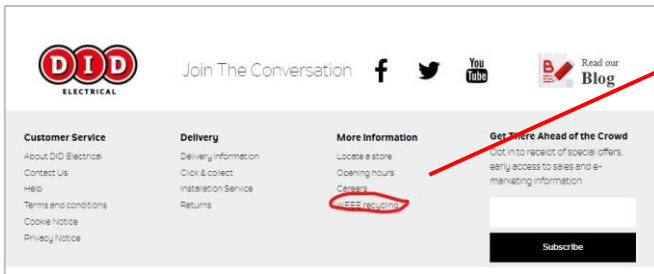 DID
ELECTRICAL
Join The Conversation
f
You
Tube
B
Read our
Blog
Customer Service
About DID Electrical
Contact Us
Help
Terms and conditions
Cookie Notice
Privacy Notice
Delivery
Delivery information
Click & collect
Installation Service
Returns
More Information
Locate a store
Opening hours
Careers
WEEE recycling
Get There Ahead of the Crowd
Opt in to receipt of special offers,
early access to sales and e-
marketing information
Subscribe